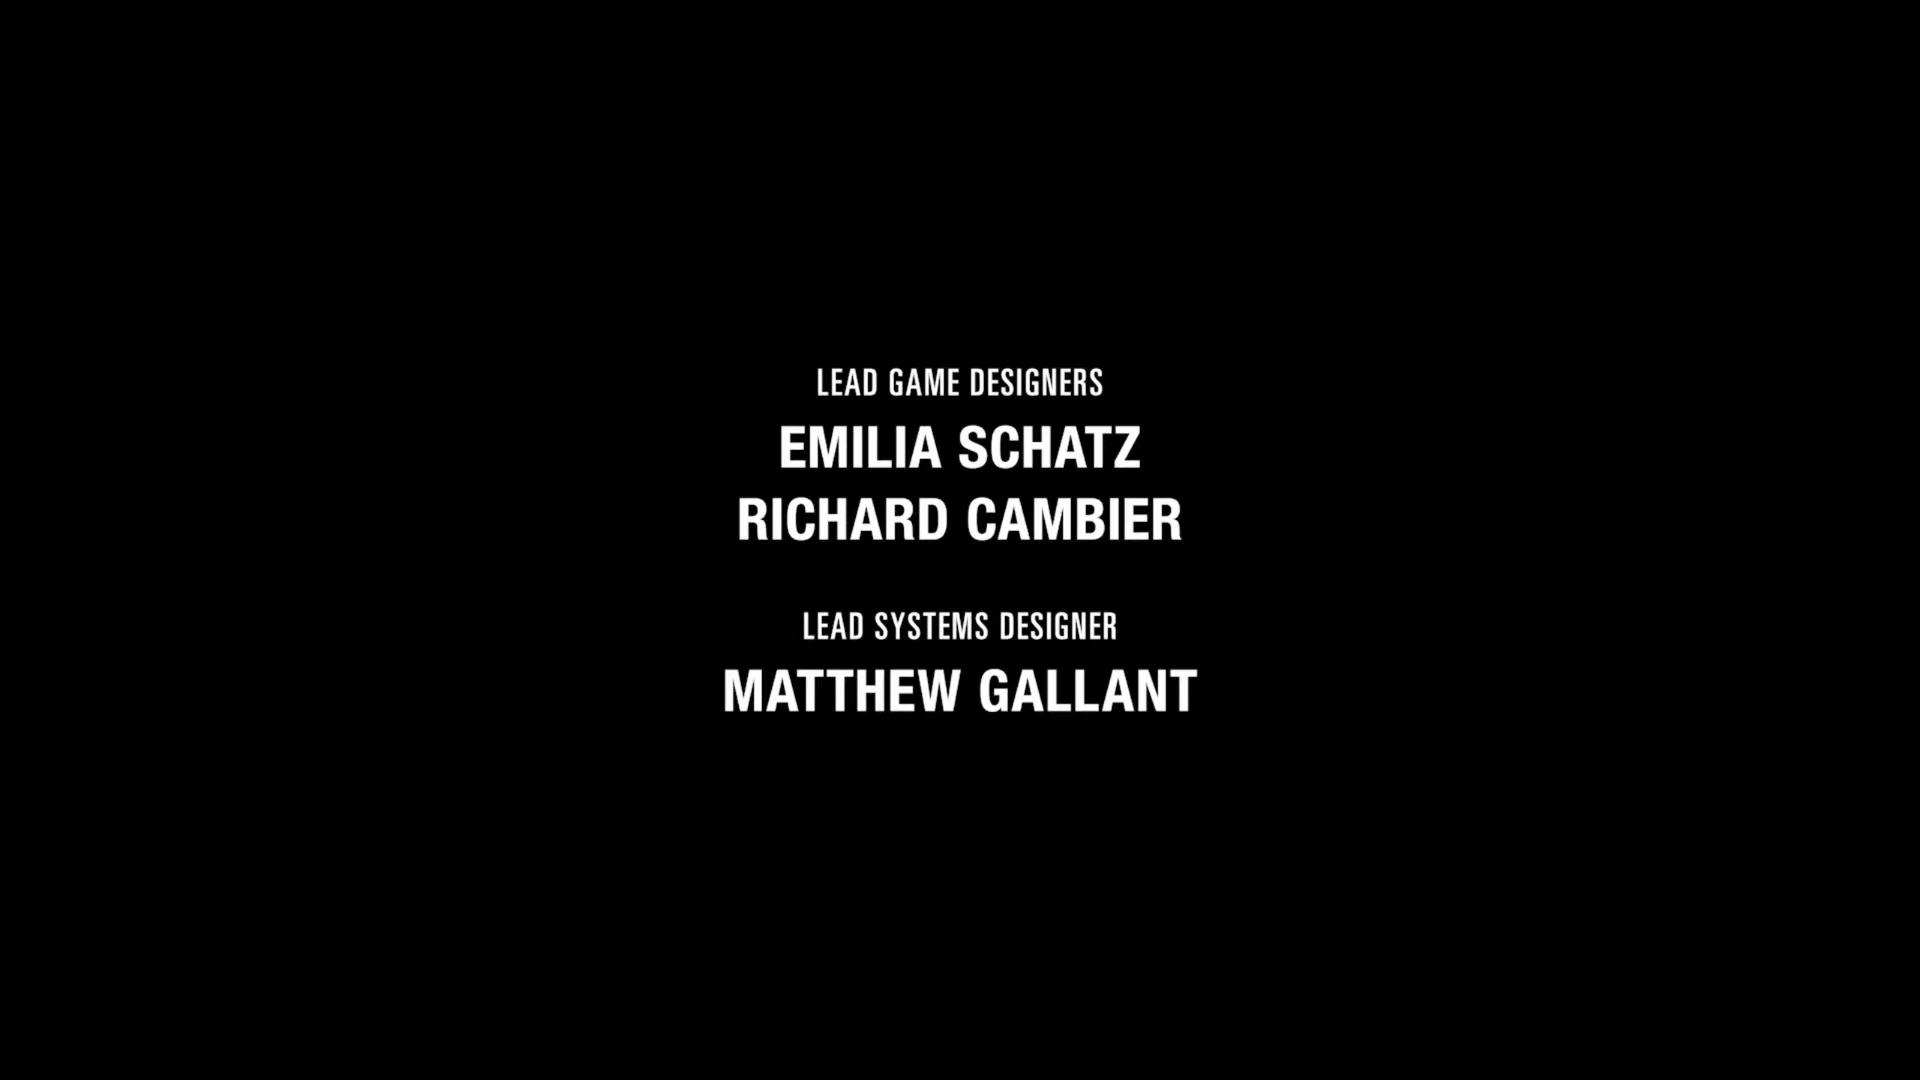 LEAD GAME DESIGNERS
EMILIA SCHATZ
RICHARD CAMBIER
LEAD SYSTEMS DESIGNER
MATTHEW GALLANT